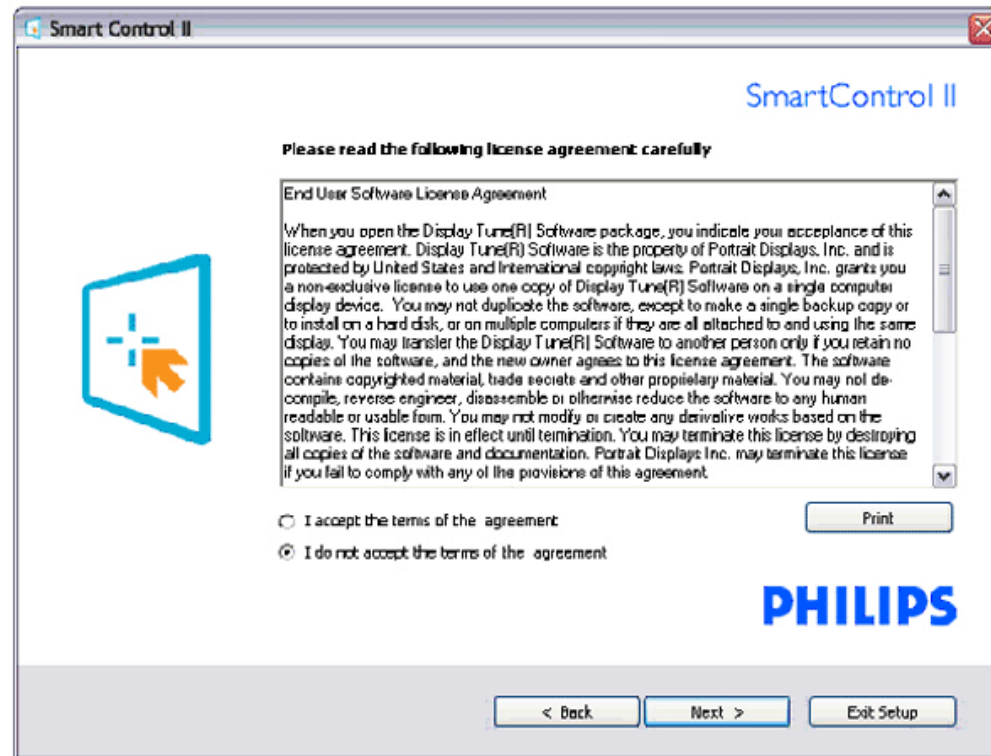 Smart Control II
SmartControl II
Please read the following license agreement carefully
End User Software License Agreement
When you open the Display Tune(R) Software package, you indicate your acceptance of this
license agreement. Display Tune(R) Software is the property of Portrait Displays, Inc. and is
protected by United States and International copyright laws. Portrait Displays, Inc. grants you
a non-exclusive license to use one copy of Display Tune(R) Software on a single computer
display device. You may not duplicate the software, except to make a single backup copy or
to install on a hard disk, or on multiple computers if they are all attached to and using the same
display. You may transfer the Display Tune(R) Software to another person only if you retain no
copies of the software, and the new owner agrees to this license agreement. The software
contains copyrighted material, trade secrets and other proprietary material. You may not de-
compile, reverse engineer, disassemble or otherwise reduce the software to any human
readable or usable form. You may not modify or create any derivative works based on the
software. This license is in effect until termination. You may terminate this license by destroying
all copies of the software and documentation. Portrait Displays Inc. may terminate this license
if you fail to comply with any of the provisions of this agreement.
I accept the terms of the agreement
Print
I do not accept the terms of the agreement
PHILIPS
< Back
Next >
Exit Setup